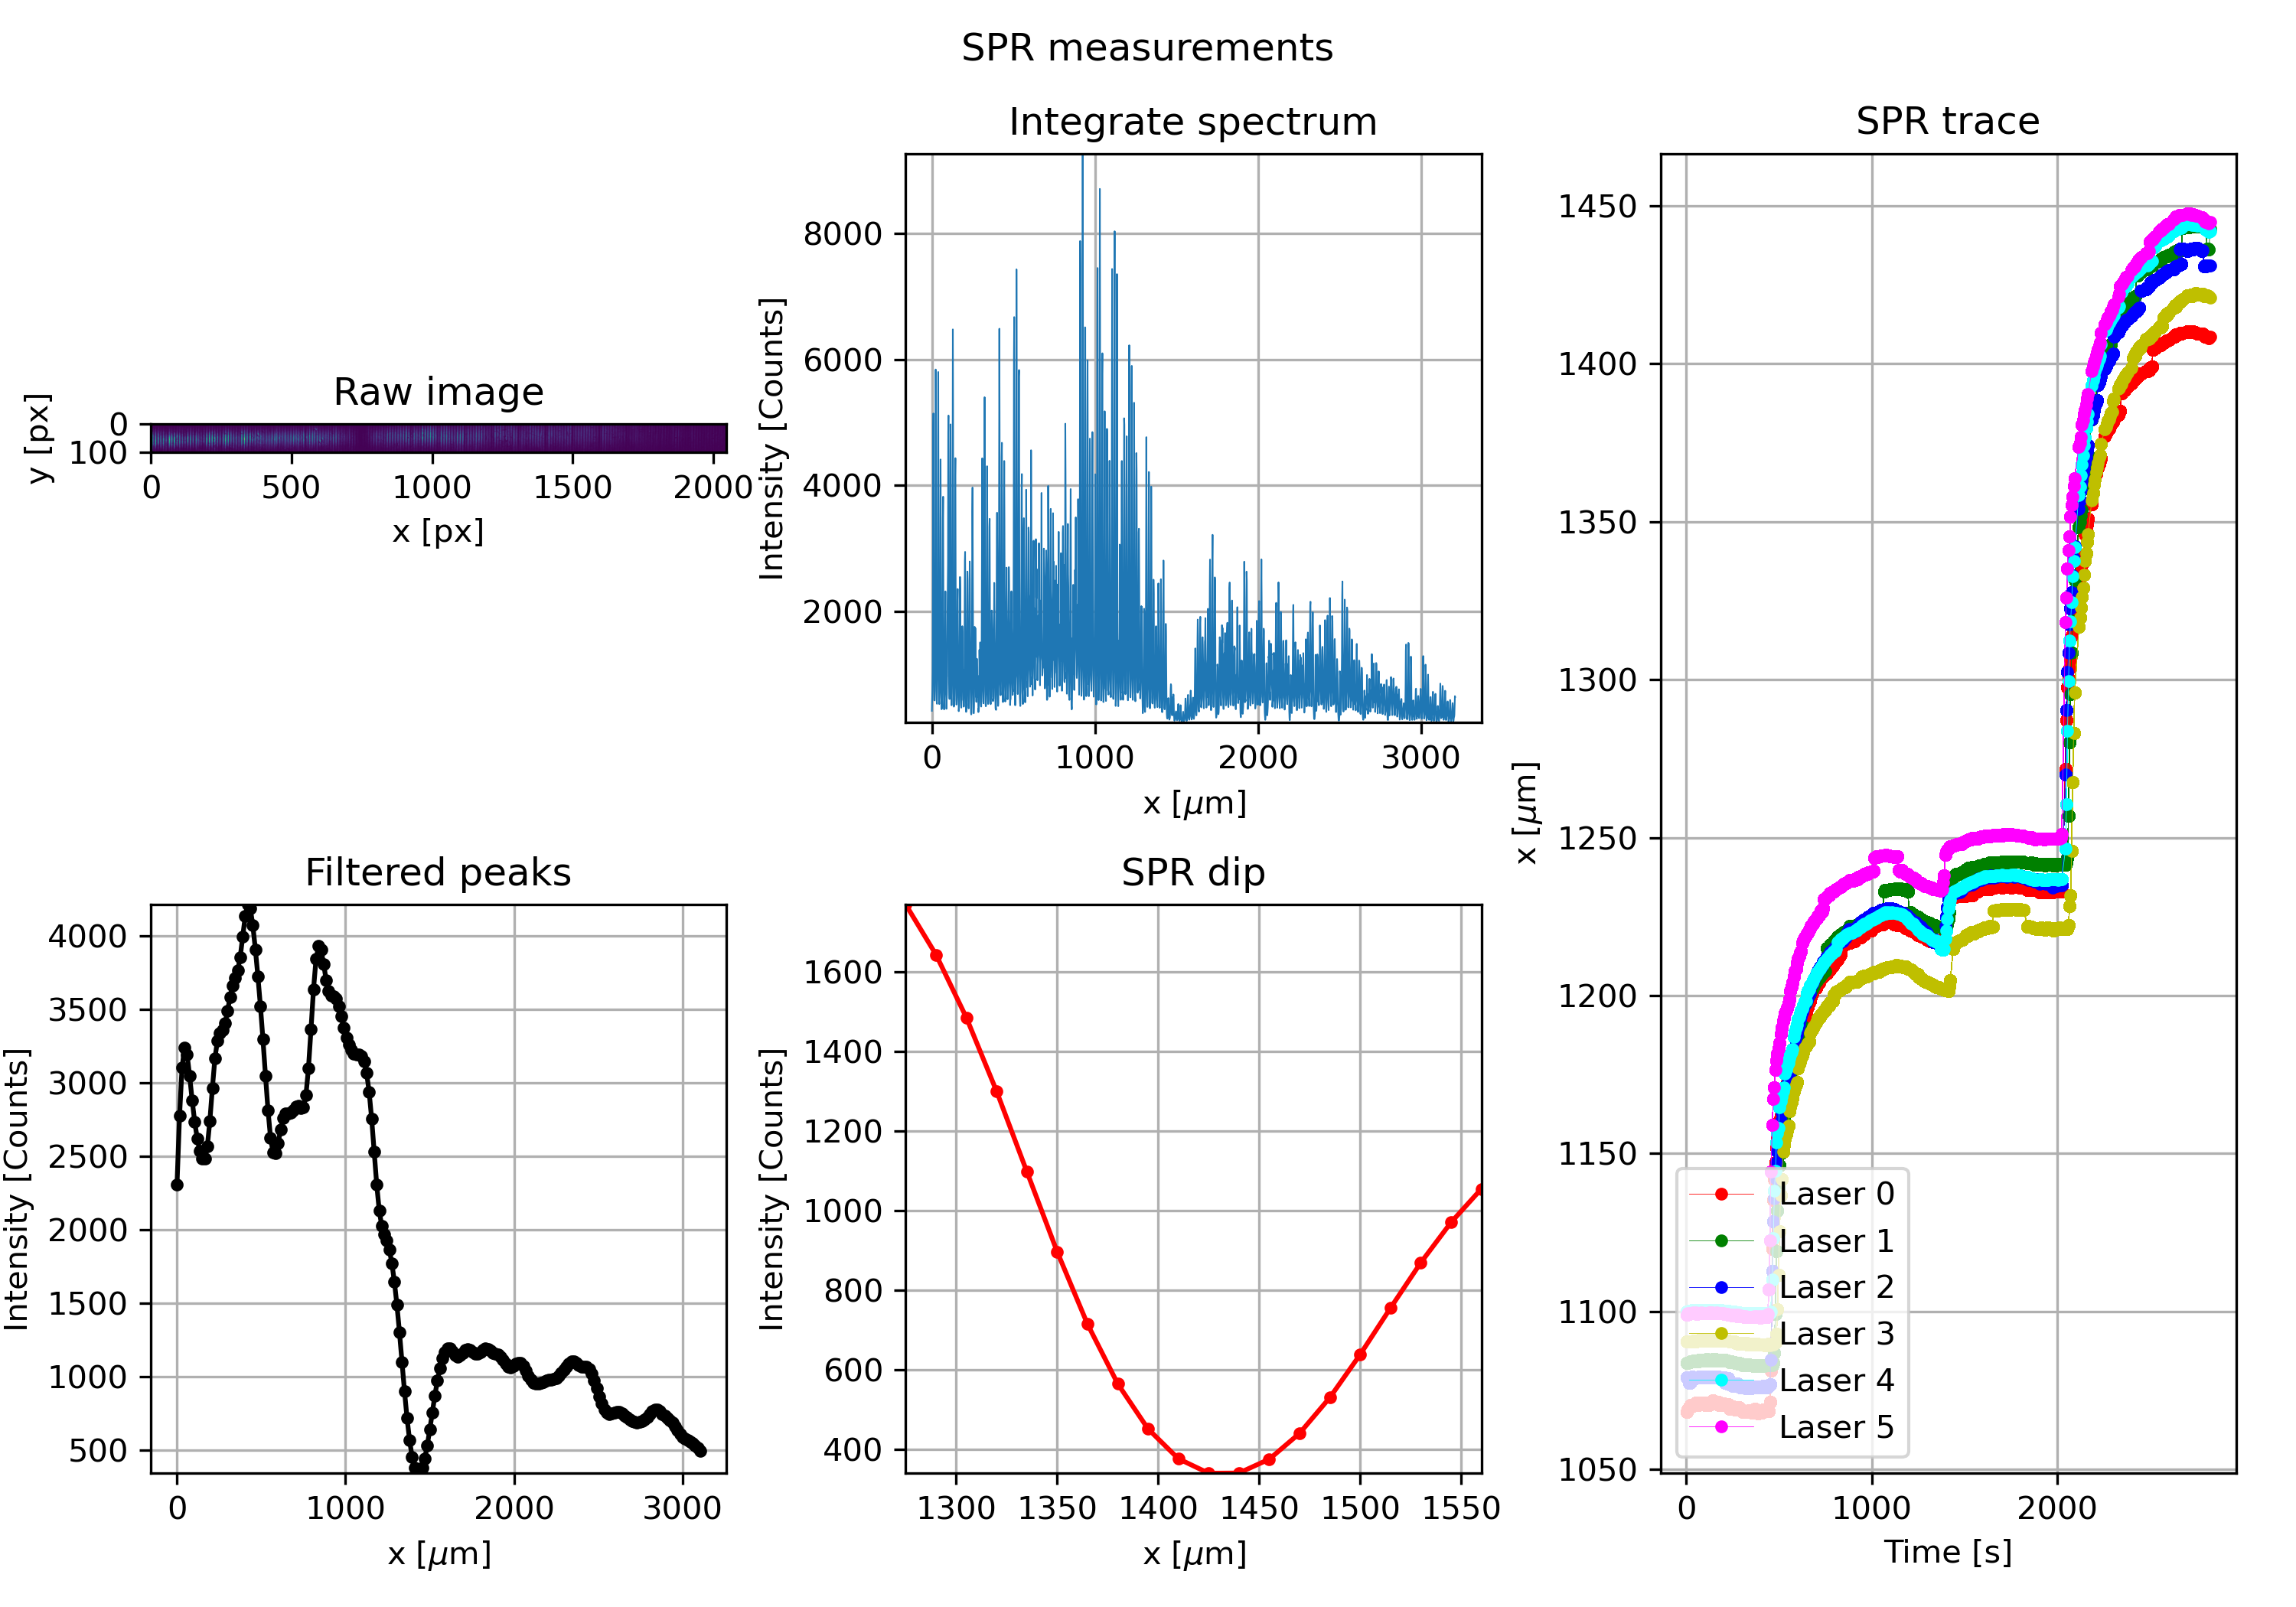 SPR measurements
Raw image
y [px]
0
100
0 500 1000 1500 2000
x [px]
Integrate spectrum
Intensity [Counts]
8000
6000
4000
2000
0 1000 2000 3000
x [μm]
Filtered peaks
Intensity [Counts]
4000
3500
3000
2500
2000
1500
1000
500
0 1000 2000 3000
x [μm]
SPR dip
Intensity [Counts]
1600
1400
1200
1000
800
600
400
1300 1350 1400 1450 1500 1550
x [μm]
SPR trace
x [μm]
1450
1400
1350
1300
1250
1200
1150
1100
1050
Laser 0
Laser 1
Laser 2
Laser 3
Laser 4
Laser 5
0 1000 2000
Time [s]